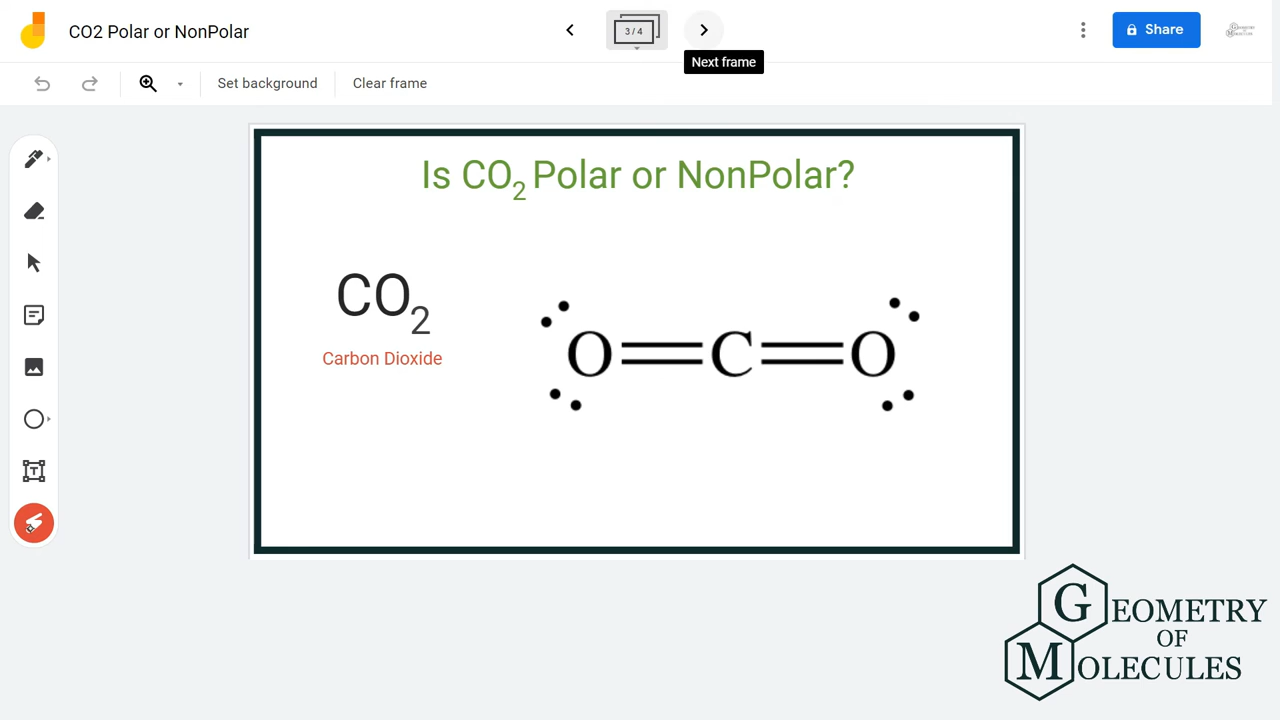 CO2 Polar or NonPolar
3 / 4
Share
Next frame
Set background
Clear frame
Is CO₂ Polar or NonPolar?
CO₂
Carbon Dioxide
O C O
T
GEOMETRY
OF
MOLECULES